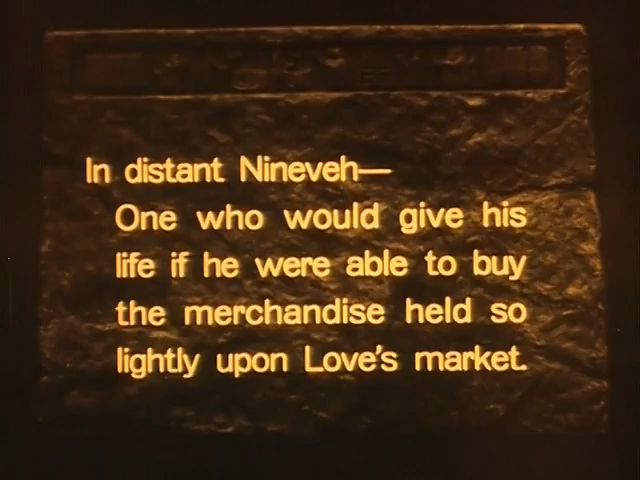 In distant Nineveh—
One who would give his
life if he were able to buy
the merchandise held so
lightly upon Love's market.